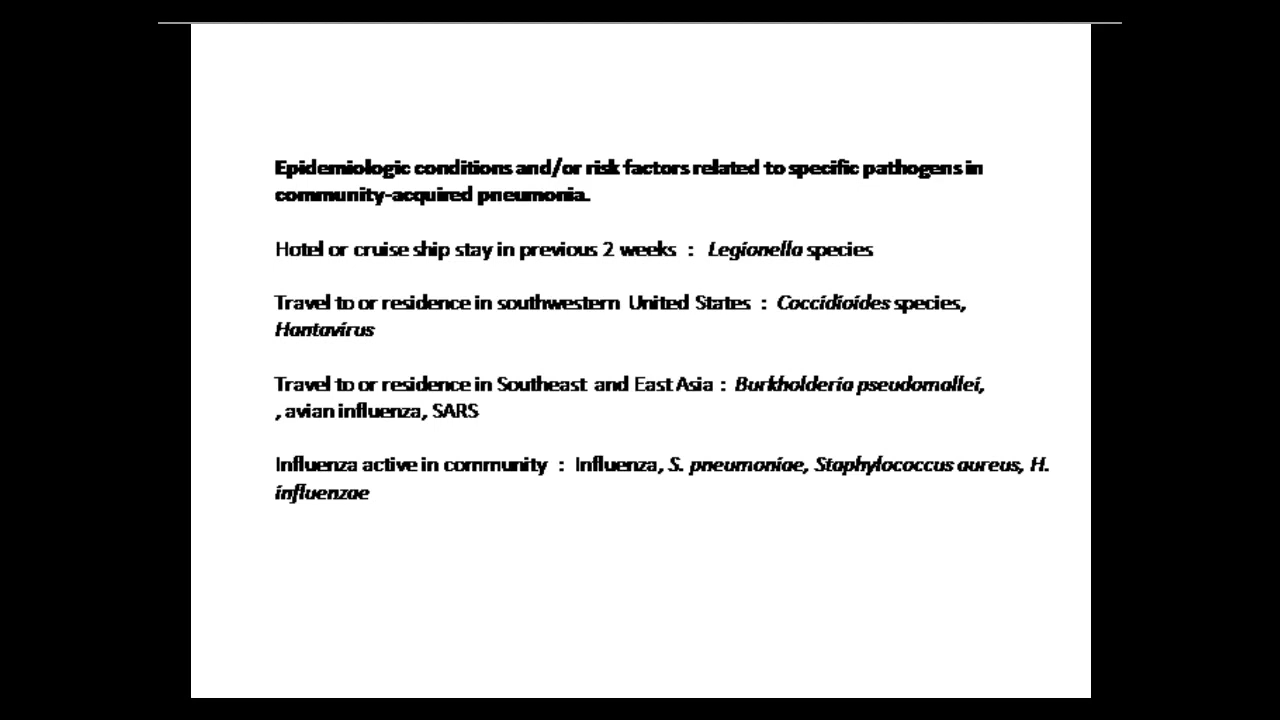 Epidemiologic conditions and/or risk factors related to specific pathogens in
community-acquired pneumonia.
Hotel or cruise ship stay in previous 2 weeks : Legionella species
Travel to or residence in southwestern United States : Coccidioides species,
Hantavirus
Travel to or residence in Southeast and East Asia : Burkholderia pseudomallei,
, avian influenza, SARS
Influenza active in community : Influenza, S. pneumoniae, Staphylococcus aureus, H.
influenzae